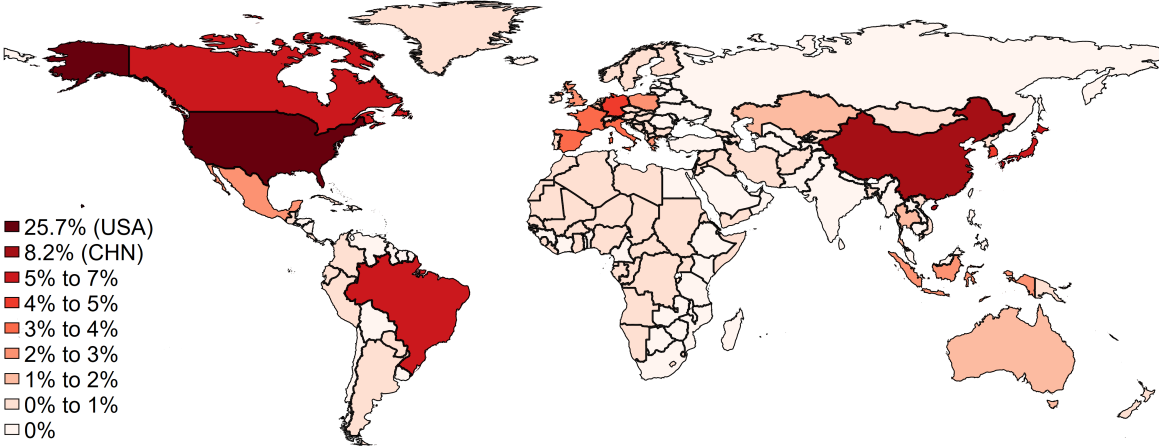 25.7% (USA)
8.2% (CHN)
5% to 7%
4% to 5%
3% to 4%
2% to 3%
1% to 2%
0% to 1%
0%